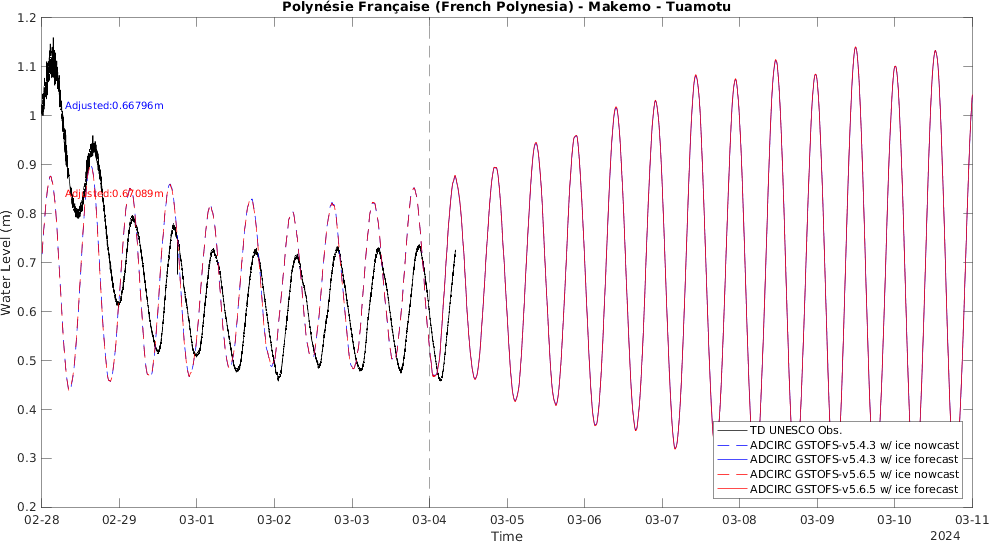 Polynésie Française (French Polynesia) - Makemo - Tuamotu
1.2
1.1
1
0.9
0.8
0.7
0.6
0.5
0.4
0.3
0.2
Water Level (m)
Adjusted:0.66796m
Adjusted:0.67089m
TD UNESCO Obs.
ADCIRC GSTOFS-v5.4.3 w/ ice nowcast
ADCIRC GSTOFS-v5.4.3 w/ ice forecast
ADCIRC GSTOFS-v5.6.5 w/ ice nowcast
ADCIRC GSTOFS-v5.6.5 w/ ice forecast
02-28 02-29 03-01 03-02 03-03 03-04 03-05 03-06 03-07 03-08 03-09 03-10 03-11
Time
2024